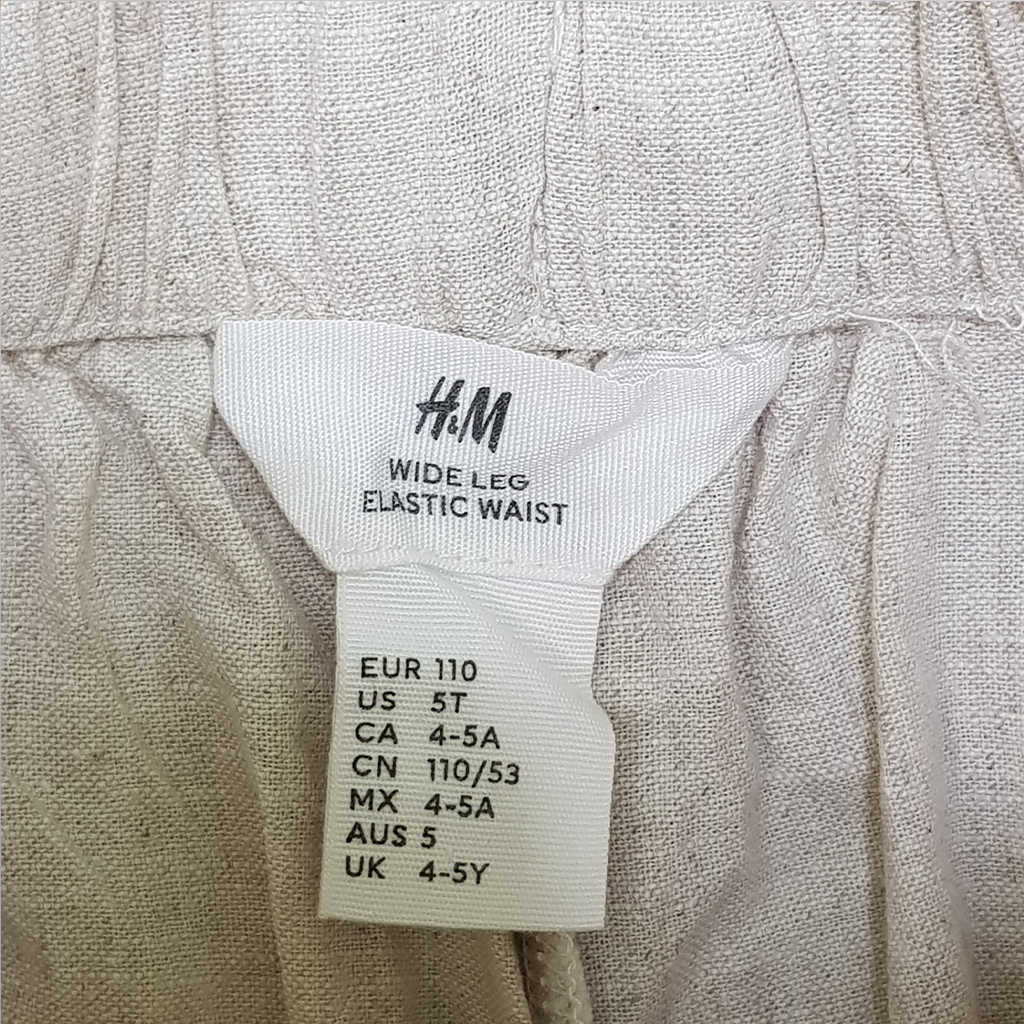 H&M
WIDE LEG
ELASTIC WAIST
EUR 110
US 5T
CA 4-5A
CN 110/53
MX 4-5A
AUS 5
UK 4-5Y